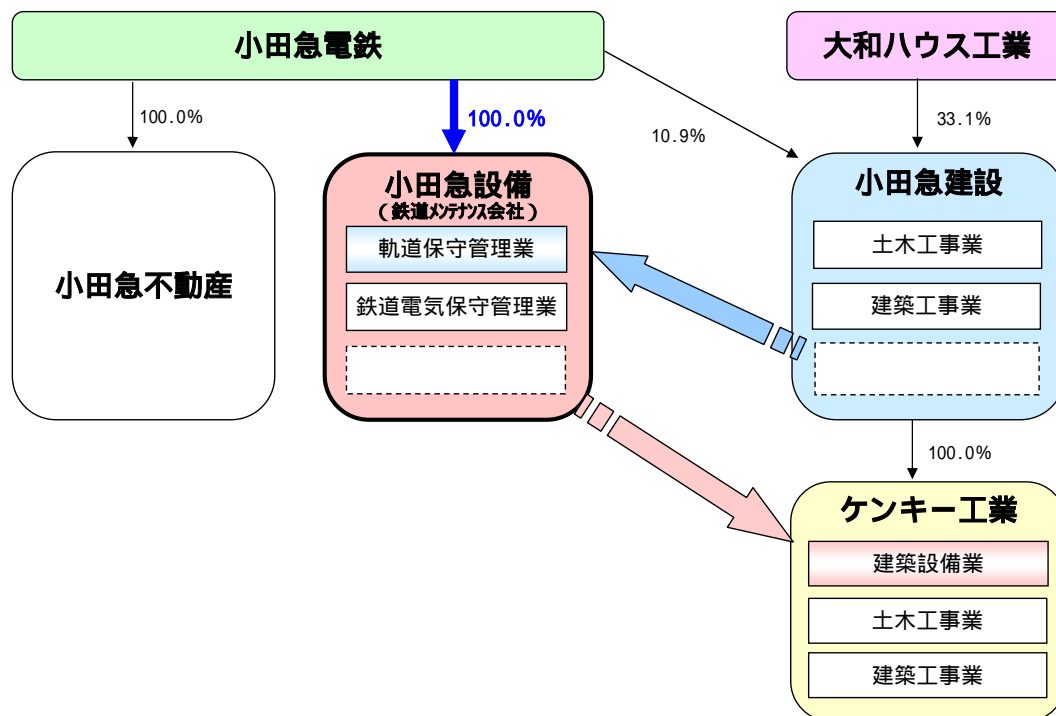 小田急電鉄
大和ハウス工業
100.0%
100.0%
10.9%
33.1%
小田急不動産
小田急設備
(鉄道メンテナンス会社)
軌道保守管理業
鉄道電気保守管理業
小田急建設
土木工事業
建築工事業
100.0%
ケンキー工業
建築設備業
土木工事業
建築工事業